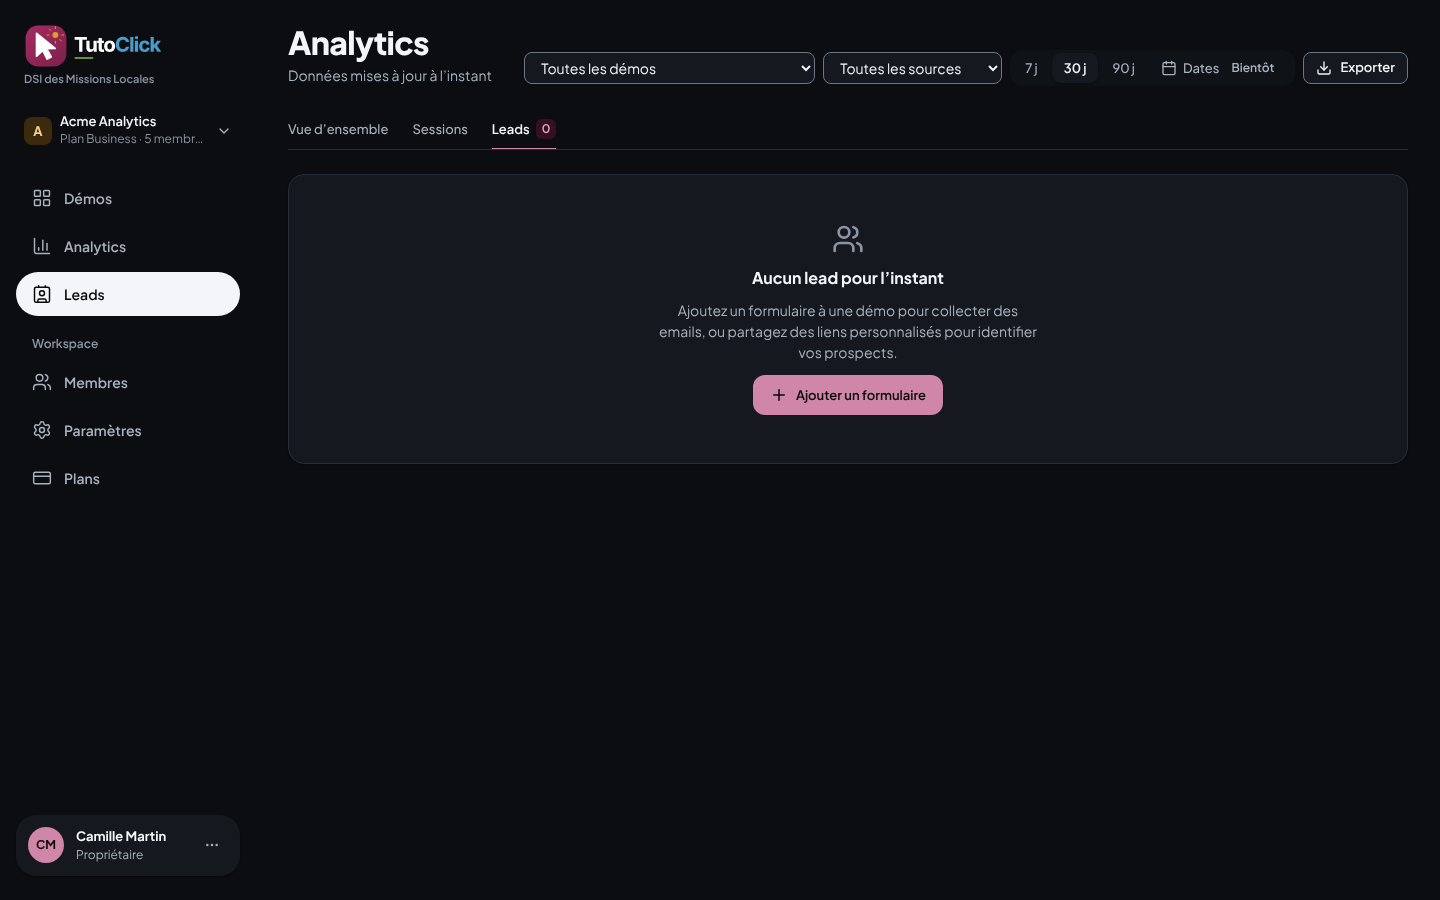 TutoClick
DSI des Missions Locales
A
Acme Analytics
Plan Business · 5 membr...
Démos
Analytics
Leads
Workspace
Membres
Paramètres
Plans
CM
Camille Martin
Propriétaire
Analytics
Données mises à jour à l’instant
Toutes les démos
Toutes les sources
7 j
30 j
90 j
Dates
Bientôt
Exporter
Vue d’ensemble
Sessions
Leads
0
Aucun lead pour l’instant
Ajoutez un formulaire à une démo pour collecter des
emails, ou partagez des liens personnalisés pour identifier
vos prospects.
Ajouter un formulaire